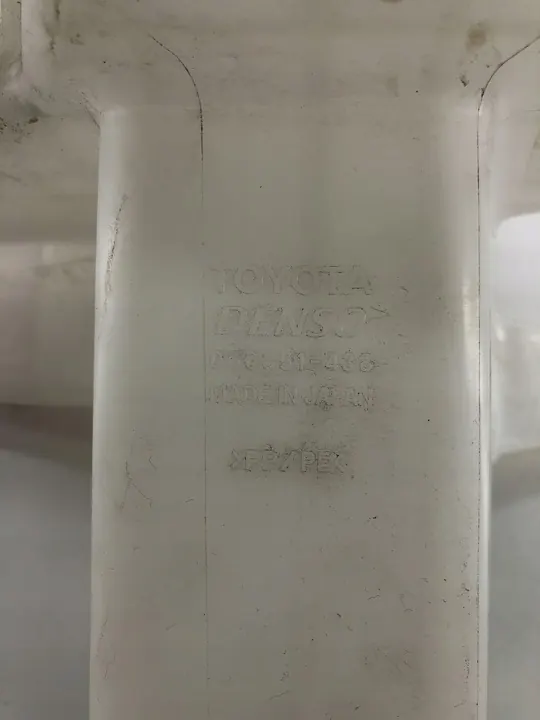 TOYOTA
DENSO
MADE IN JAPAN
>PP/PE<